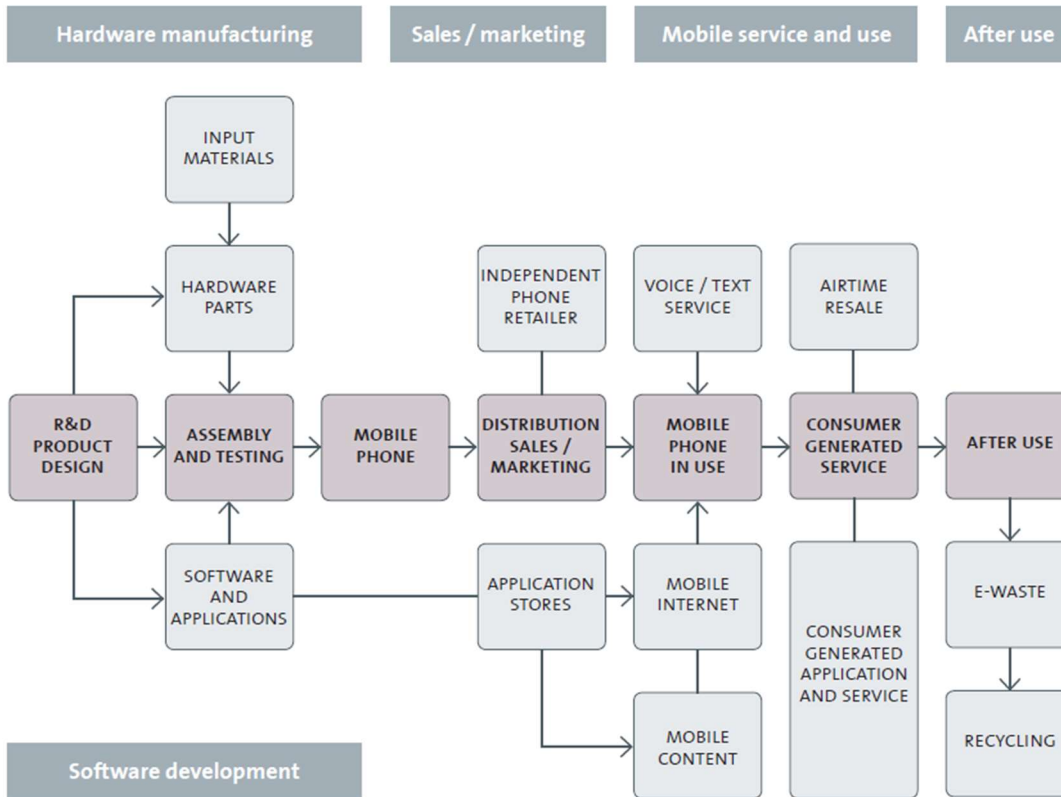 Hardware manufacturing
Sales / marketing
Mobile service and use
After use
INPUT
MATERIALS
HARDWARE
PARTS
INDEPENDENT
PHONE
RETAILER
VOICE / TEXT
SERVICE
AIRTIME
RESALE
R&D
PRODUCT
DESIGN
ASSEMBLY
AND TESTING
MOBILE
PHONE
DISTRIBUTION
SALES /
MARKETING
MOBILE
PHONE
IN USE
CONSUMER
GENERATED
SERVICE
AFTER USE
SOFTWARE
AND
APPLICATIONS
APPLICATION
STORES
MOBILE
INTERNET
CONSUMER
GENERATED
APPLICATION
AND SERVICE
E-WASTE
MOBILE
CONTENT
RECYCLING
Software development